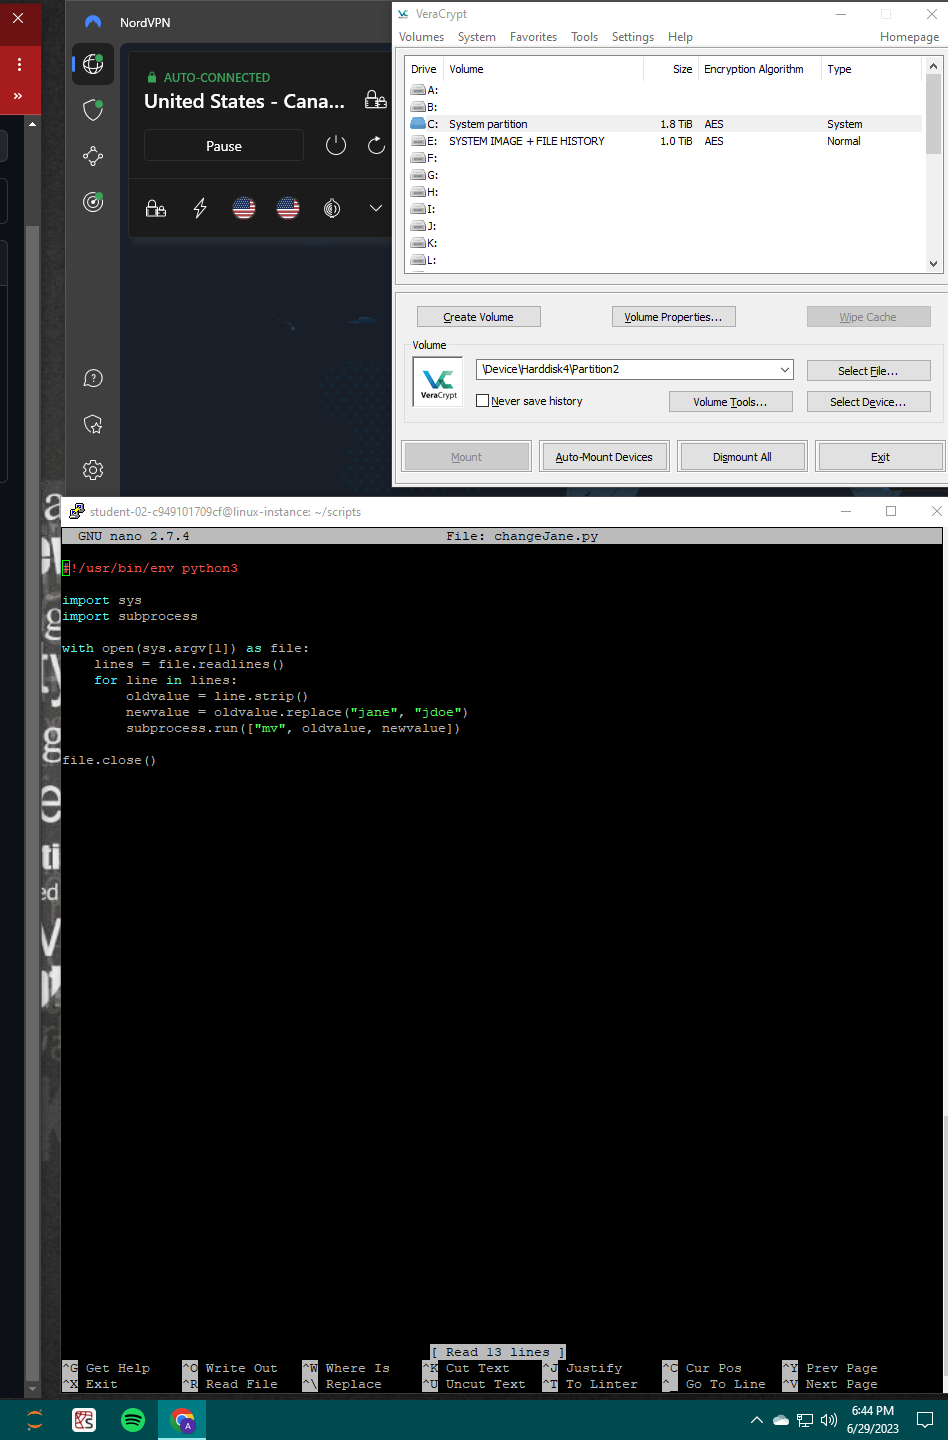 NordVPN
AUTO-CONNECTED
United States - Cana...
Pause
VeraCrypt
Volumes System Favorites Tools Settings Help Homepage
Drive Volume Size Encryption Algorithm Type
A:
B:
C: System partition 1.8 TiB AES System
E: SYSTEM IMAGE + FILE HISTORY 1.0 TiB AES Normal
F:
G:
H:
I:
J:
K:
L:
Create Volume Volume Properties... Wipe Cache
Volume
VeraCrypt
\Device\Harddisk4\Partition2
Select File...
Never save history
Volume Tools... Select Device...
Mount Auto-Mount Devices Dismount All Exit
student-02-c949101709cf@linux-instance: ~/scripts
GNU nano 2.7.4 File: changeJane.py
#!/usr/bin/env python3
import sys
import subprocess
with open(sys.argv[1]) as file:
    lines = file.readlines()
    for line in lines:
        oldvalue = line.strip()
        newvalue = oldvalue.replace("jane", "jdoe")
        subprocess.run(["mv", oldvalue, newvalue])
file.close()
[ Read 13 lines ]
^G Get Help ^O Write Out ^W Where Is ^K Cut Text ^J Justify ^C Cur Pos ^Y Prev Page
^X Exit ^R Read File ^\ Replace ^U Uncut Text ^T To Linter ^_ Go To Line ^V Next Page
6:44 PM
6/29/2023